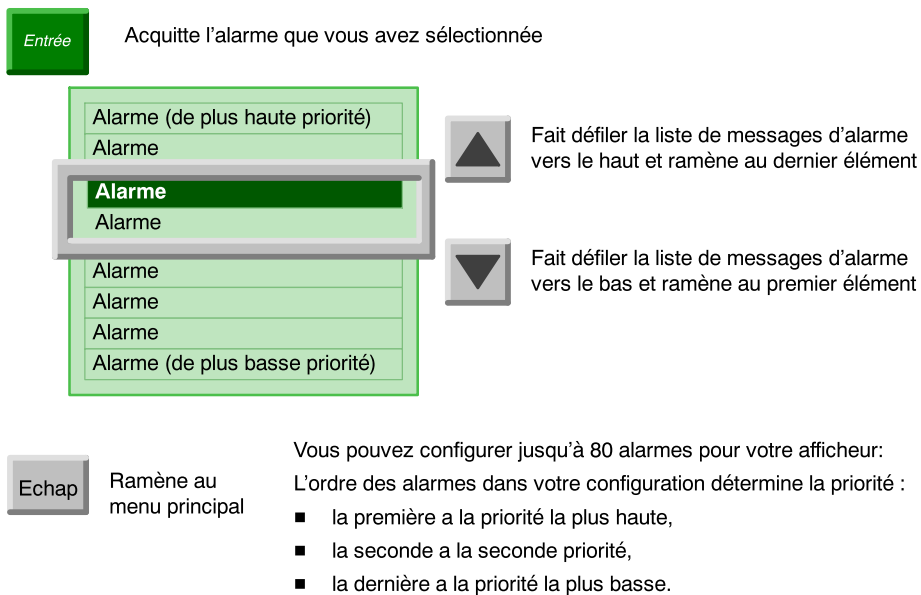 Entrée
Acquitte l'alarme que vous avez sélectionnée
Alarme (de plus haute priorité)
Alarme
Alarme
Alarme
Alarme
Alarme
Alarme
Alarme (de plus basse priorité)
Fait défiler la liste de messages d'alarme
vers le haut et ramène au dernier élément
Fait défiler la liste de messages d'alarme
vers le bas et ramène au premier élément
Echap
Ramène au
menu principal
Vous pouvez configurer jusqu'à 80 alarmes pour votre afficheur:
L'ordre des alarmes dans votre configuration détermine la priorité :
■ la première a la priorité la plus haute,
■ la seconde a la seconde priorité,
■ la dernière a la priorité la plus basse.